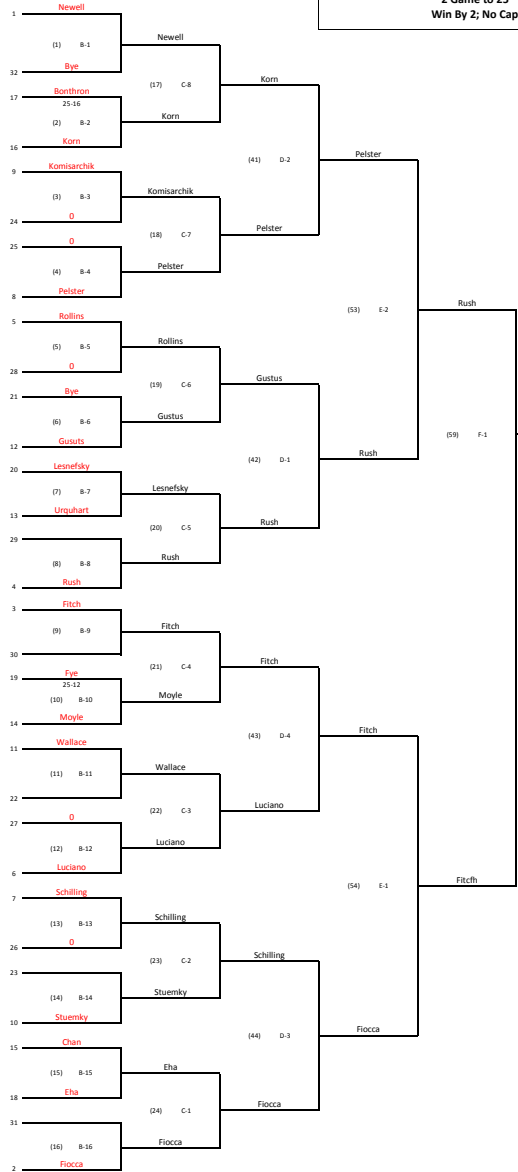 2 Game to 25
Win By 2; No Cap
Newell
1
(1) B-1
Newell
Bye
32
(17) C-8
Korn
Bonthron
17
25-16
(2) B-2
Korn
Korn
16
(41) D-2
Pelster
Komisarchik
9
(3) B-3
Komisarchik
0
24
(18) C-7
Pelster
0
25
(4) B-4
Pelster
Pelster
8
(53) E-2
Rush
Rollins
5
(5) B-5
Rollins
0
28
(19) C-6
Gustus
Bye
21
(6) B-6
Gustus
Gusuts
12
(59) F-1
(42) D-1
Rush
Lesnefsky
20
(7) B-7
Lesnefsky
Urquhart
13
(20) C-5
Rush
29
(8) B-8
Rush
Rush
4
Fitch
3
(9) B-9
Fitch
30
(21) C-4
Fitch
Fye
19
25-12
(10) B-10
Moyle
Moyle
14
(43) D-4
Fitch
Wallace
11
(11) B-11
Wallace
22
(22) C-3
Luciano
0
27
(12) B-12
Luciano
Luciano
6
(54) E-1
Fitcfh
Schilling
7
(13) B-13
Schilling
0
26
(23) C-2
Schilling
23
(14) B-14
Stuemky
Stuemky
10
(44) D-3
Fiocca
Chan
15
(15) B-15
Eha
Eha
18
(24) C-1
Fiocca
31
(16) B-16
Fiocca
Fiocca
2